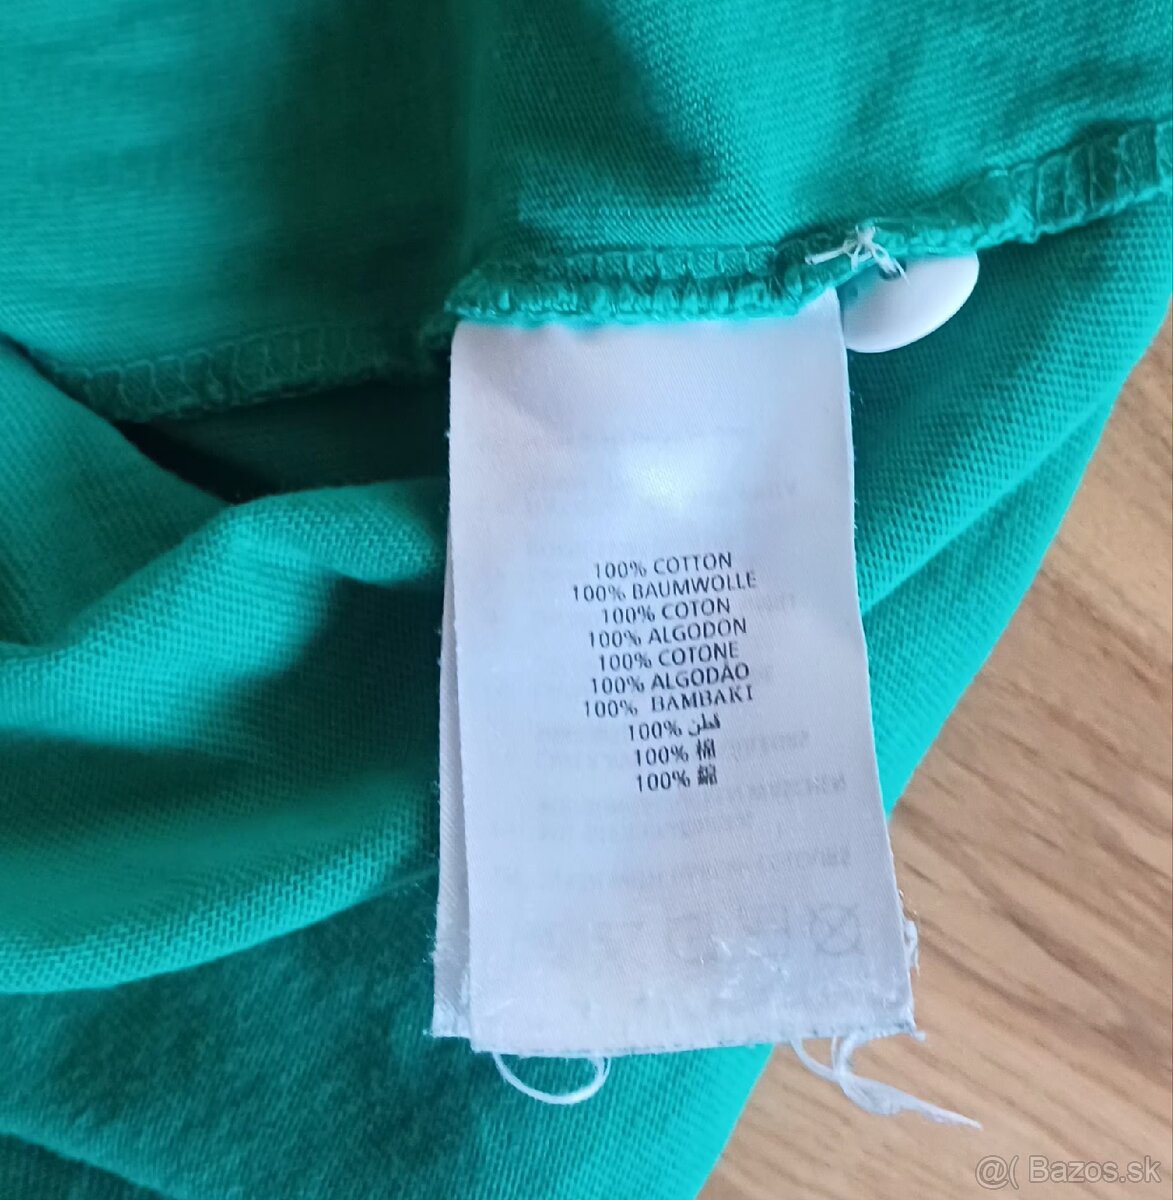 100% COTTON
100% BAUMWOLLE
100% COTON
100% ALGODON
100% COTONE
100% ALGODÃO
100% BAMBAKI
100% قطن
100% 棉
100% 綿
@( Bazos.sk